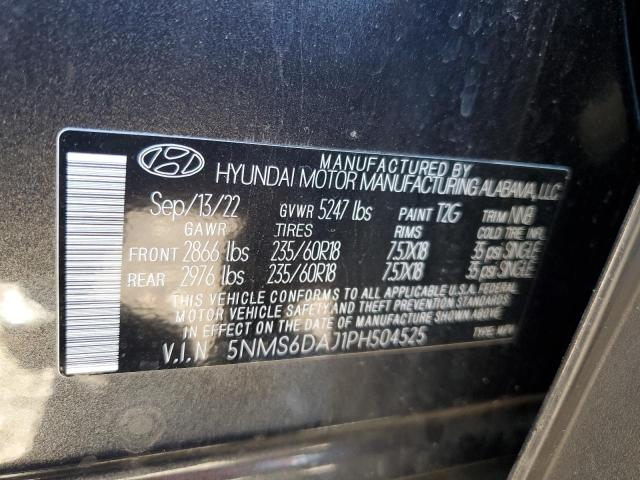 MANUFACTURED BY
HYUNDAI MOTOR MANUFACTURING ALABAMA, LLC
Sep/13/22 GVWR 5247 lbs PAINT T2G TRIM NNB
GAWR TIRES RIMS COLD TIRE INFL
FRONT 2866 lbs 235/60R18 7.5JX18 35 psi SINGLE
REAR 2976 lbs 235/60R18 7.5JX18 35 psi SINGLE
THIS VEHICLE CONFORMS TO ALL APPLICABLE U.S.A. FEDERAL
MOTOR VEHICLE SAFETY AND THEFT PREVENTION STANDARDS
IN EFFECT ON THE DATE OF MANUFACTURE SHOWN ABOVE.
V.I.N 5NMS6DAJ1PH504525 TYPE: MPV